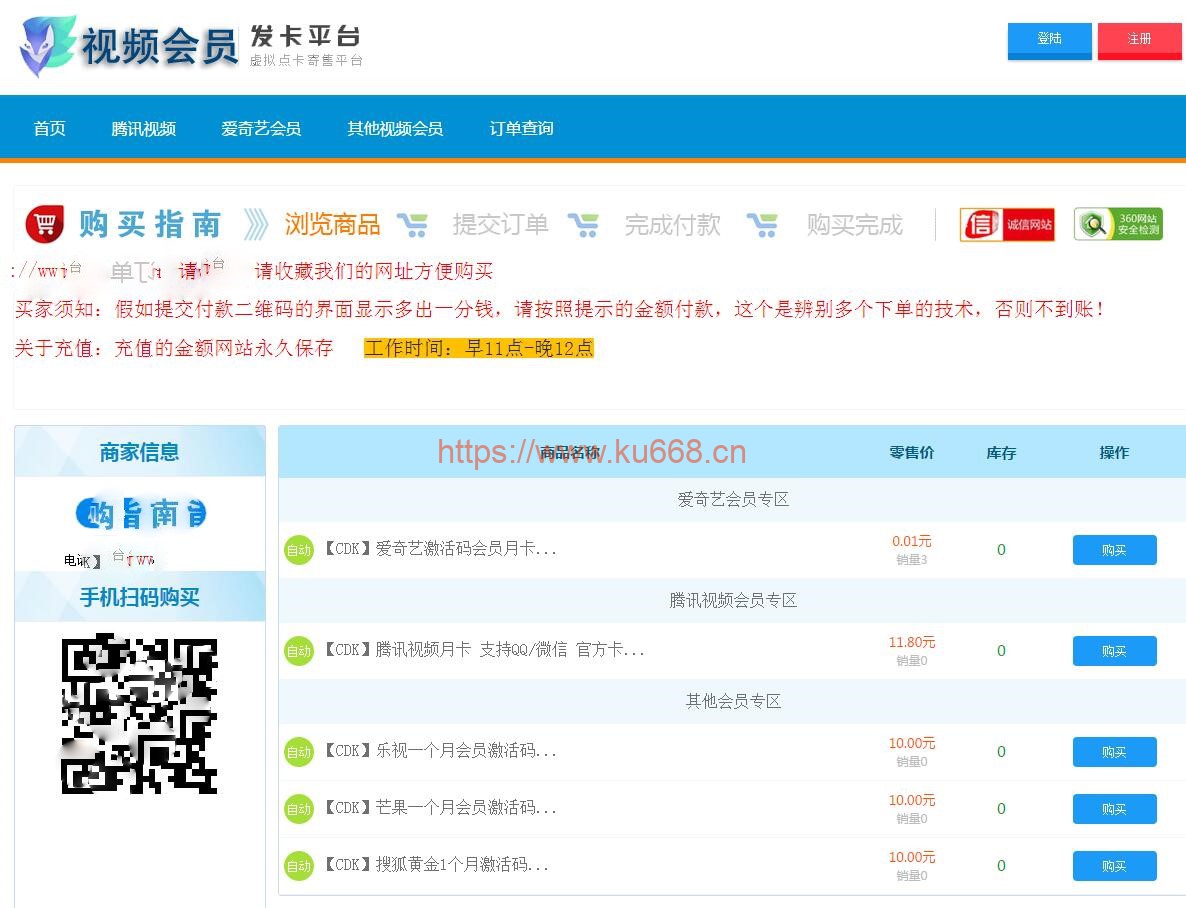 视频会员
发卡平台
虚拟点卡寄售平台
登陆
注册
首页
腾讯视频
爱奇艺会员
其他视频会员
订单查询
购买指南
浏览商品
提交订单
完成付款
购买完成
信 诚信网站
360网站
安全检测
请收藏我们的网址方便购买
买家须知：假如提交付款二维码的界面显示多出一分钱，请按照提示的金额付款，这个是辨别多个下单的技术，否则不到账！
关于充值：充值的金额网站永久保存 工作时间：早11点-晚12点
商家信息
手机扫码购买
https://www.ku668.cn
商品名称 零售价 库存 操作
爱奇艺会员专区
自动 【CDK】爱奇艺激活码会员月卡... 0.01元 0 购买
销量3
腾讯视频会员专区
自动 【CDK】腾讯视频月卡 支持QQ/微信 官方卡... 11.80元 0 购买
销量0
其他会员专区
自动 【CDK】乐视一个月会员激活码... 10.00元 0 购买
销量0
自动 【CDK】芒果一个月会员激活码... 10.00元 0 购买
销量0
自动 【CDK】搜狐黄金1个月激活码... 10.00元 0 购买
销量0